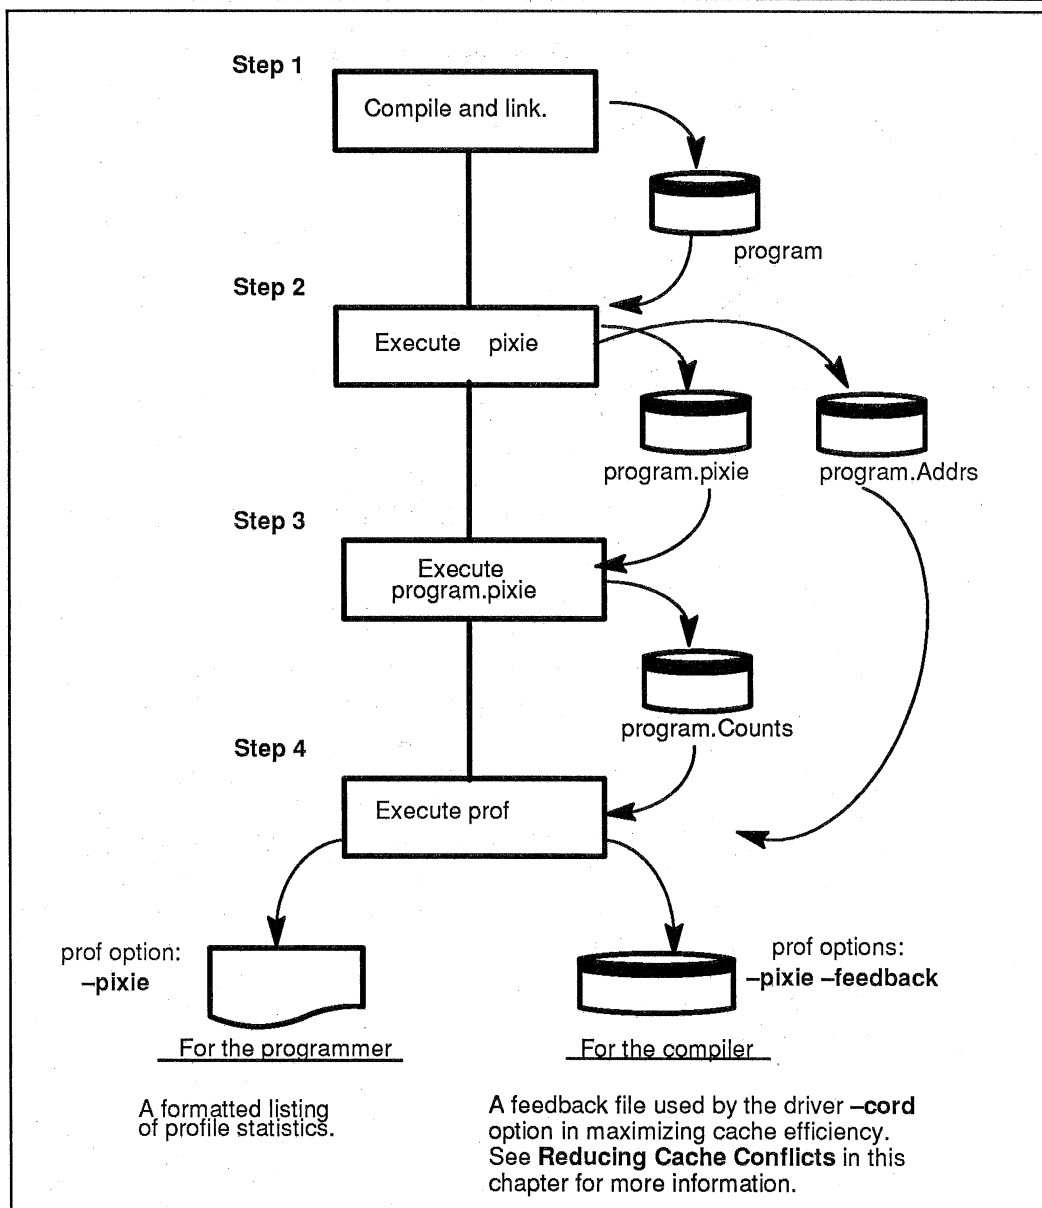 Step 1
Compile and link.
program
Step 2
Execute pixie
program.pixie
program.Addrs
Step 3
Execute
program.pixie
program.Counts
Step 4
Execute prof
prof option:
–pixie
prof options:
–pixie –feedback
For the programmer
For the compiler
A formatted listing
of profile statistics.
A feedback file used by the driver –cord
option in maximizing cache efficiency.
See Reducing Cache Conflicts in this
chapter for more information.